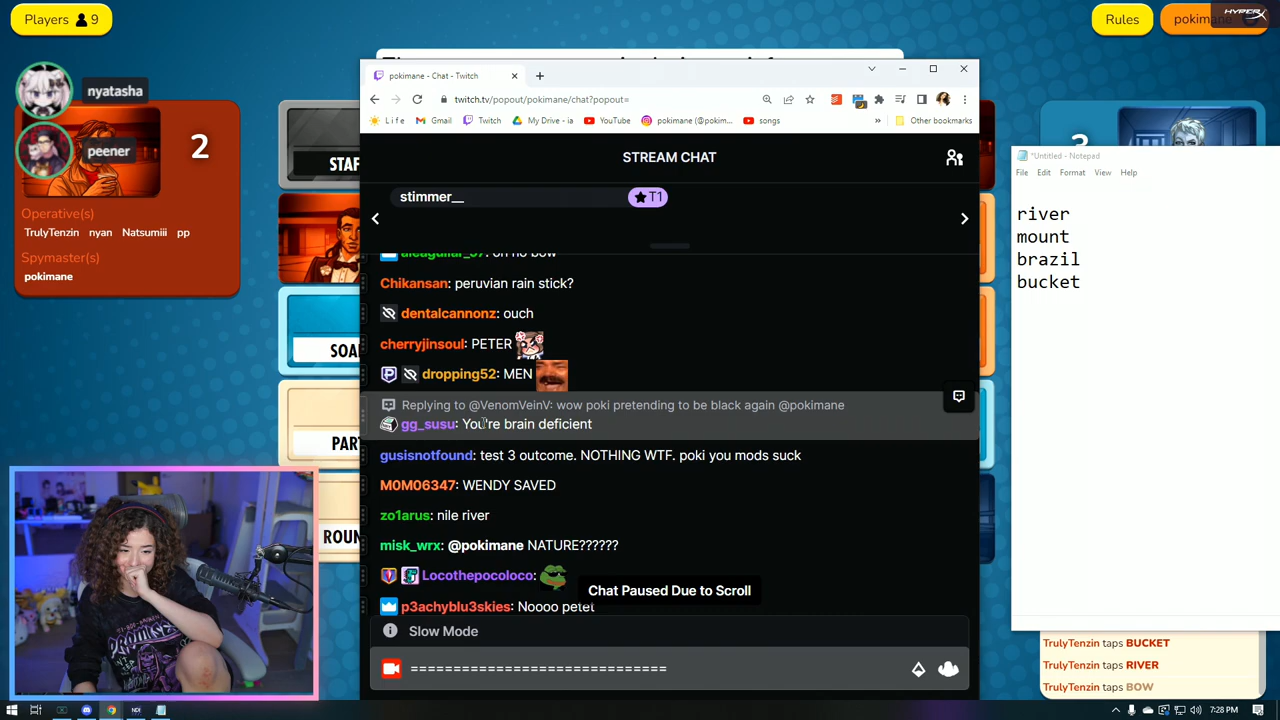 Players 9
Rules
pokimane
HYPERX
nyatasha
peener
2
Operative(s)
TrulyTenzin nyan Natsumiii pp
Spymaster(s)
pokimane
STAF
SOA
PAR
ROUN
pokimane - Chat - Twitch
twitch.tv/popout/pokimane/chat?popout=
L i f e Gmail Twitch My Drive - ia YouTube pokimane (@pokim... songs » Other bookmarks
STREAM CHAT
stimmer__ T1
Chikansan: peruvian rain stick?
dentalcannonz: ouch
cherryjinsoul: PETER
dropping52: MEN
Replying to @VenomVeinV: wow poki pretending to be black again @pokimane
gg_susu: You're brain deficient
gusisnotfound: test 3 outcome. NOTHING WTF. poki you mods suck
M0M06347: WENDY SAVED
zo1arus: nile river
misk_wrx: @pokimane NATURE??????
Locothepocoloco:
Chat Paused Due to Scroll
p3achyblu3skies: Noooo petet
Slow Mode
==============================
*Untitled - Notepad
File Edit Format View Help
river
mount
brazil
bucket
TrulyTenzin taps BUCKET
TrulyTenzin taps RIVER
TrulyTenzin taps BOW
7:28 PM